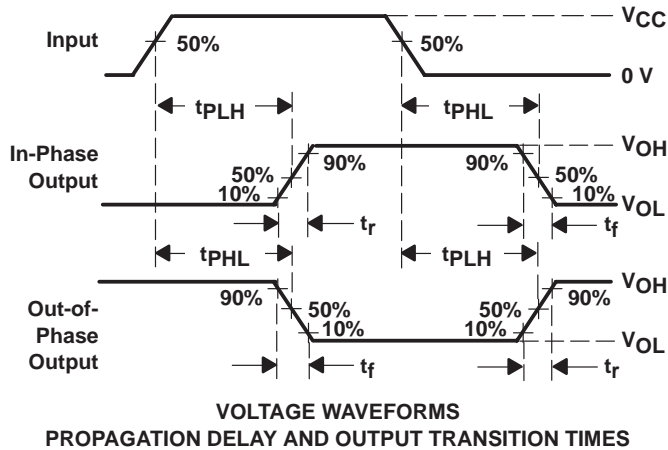 VCC
Input
50%
50%
0 V
tPLH
tPHL
In-Phase
Output
VOH
50%
10%
90%
90%
50%
10%
VOL
tr
tf
tPHL
tPLH
Out-of-
Phase
Output
VOH
90%
50%
10%
50%
10%
90%
VOL
tf
tr
VOLTAGE WAVEFORMS
PROPAGATION DELAY AND OUTPUT TRANSITION TIMES